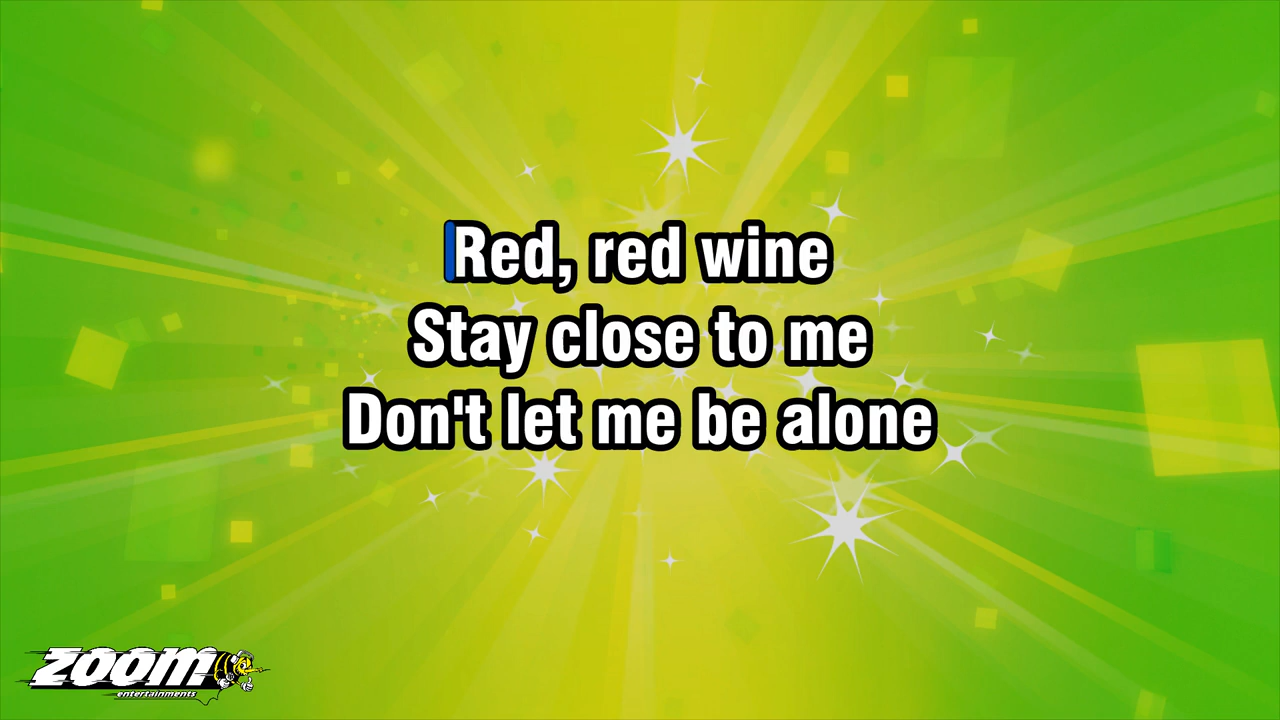 Red, red wine
Stay close to me
Don't let me be alone
ZOOM
entertainments